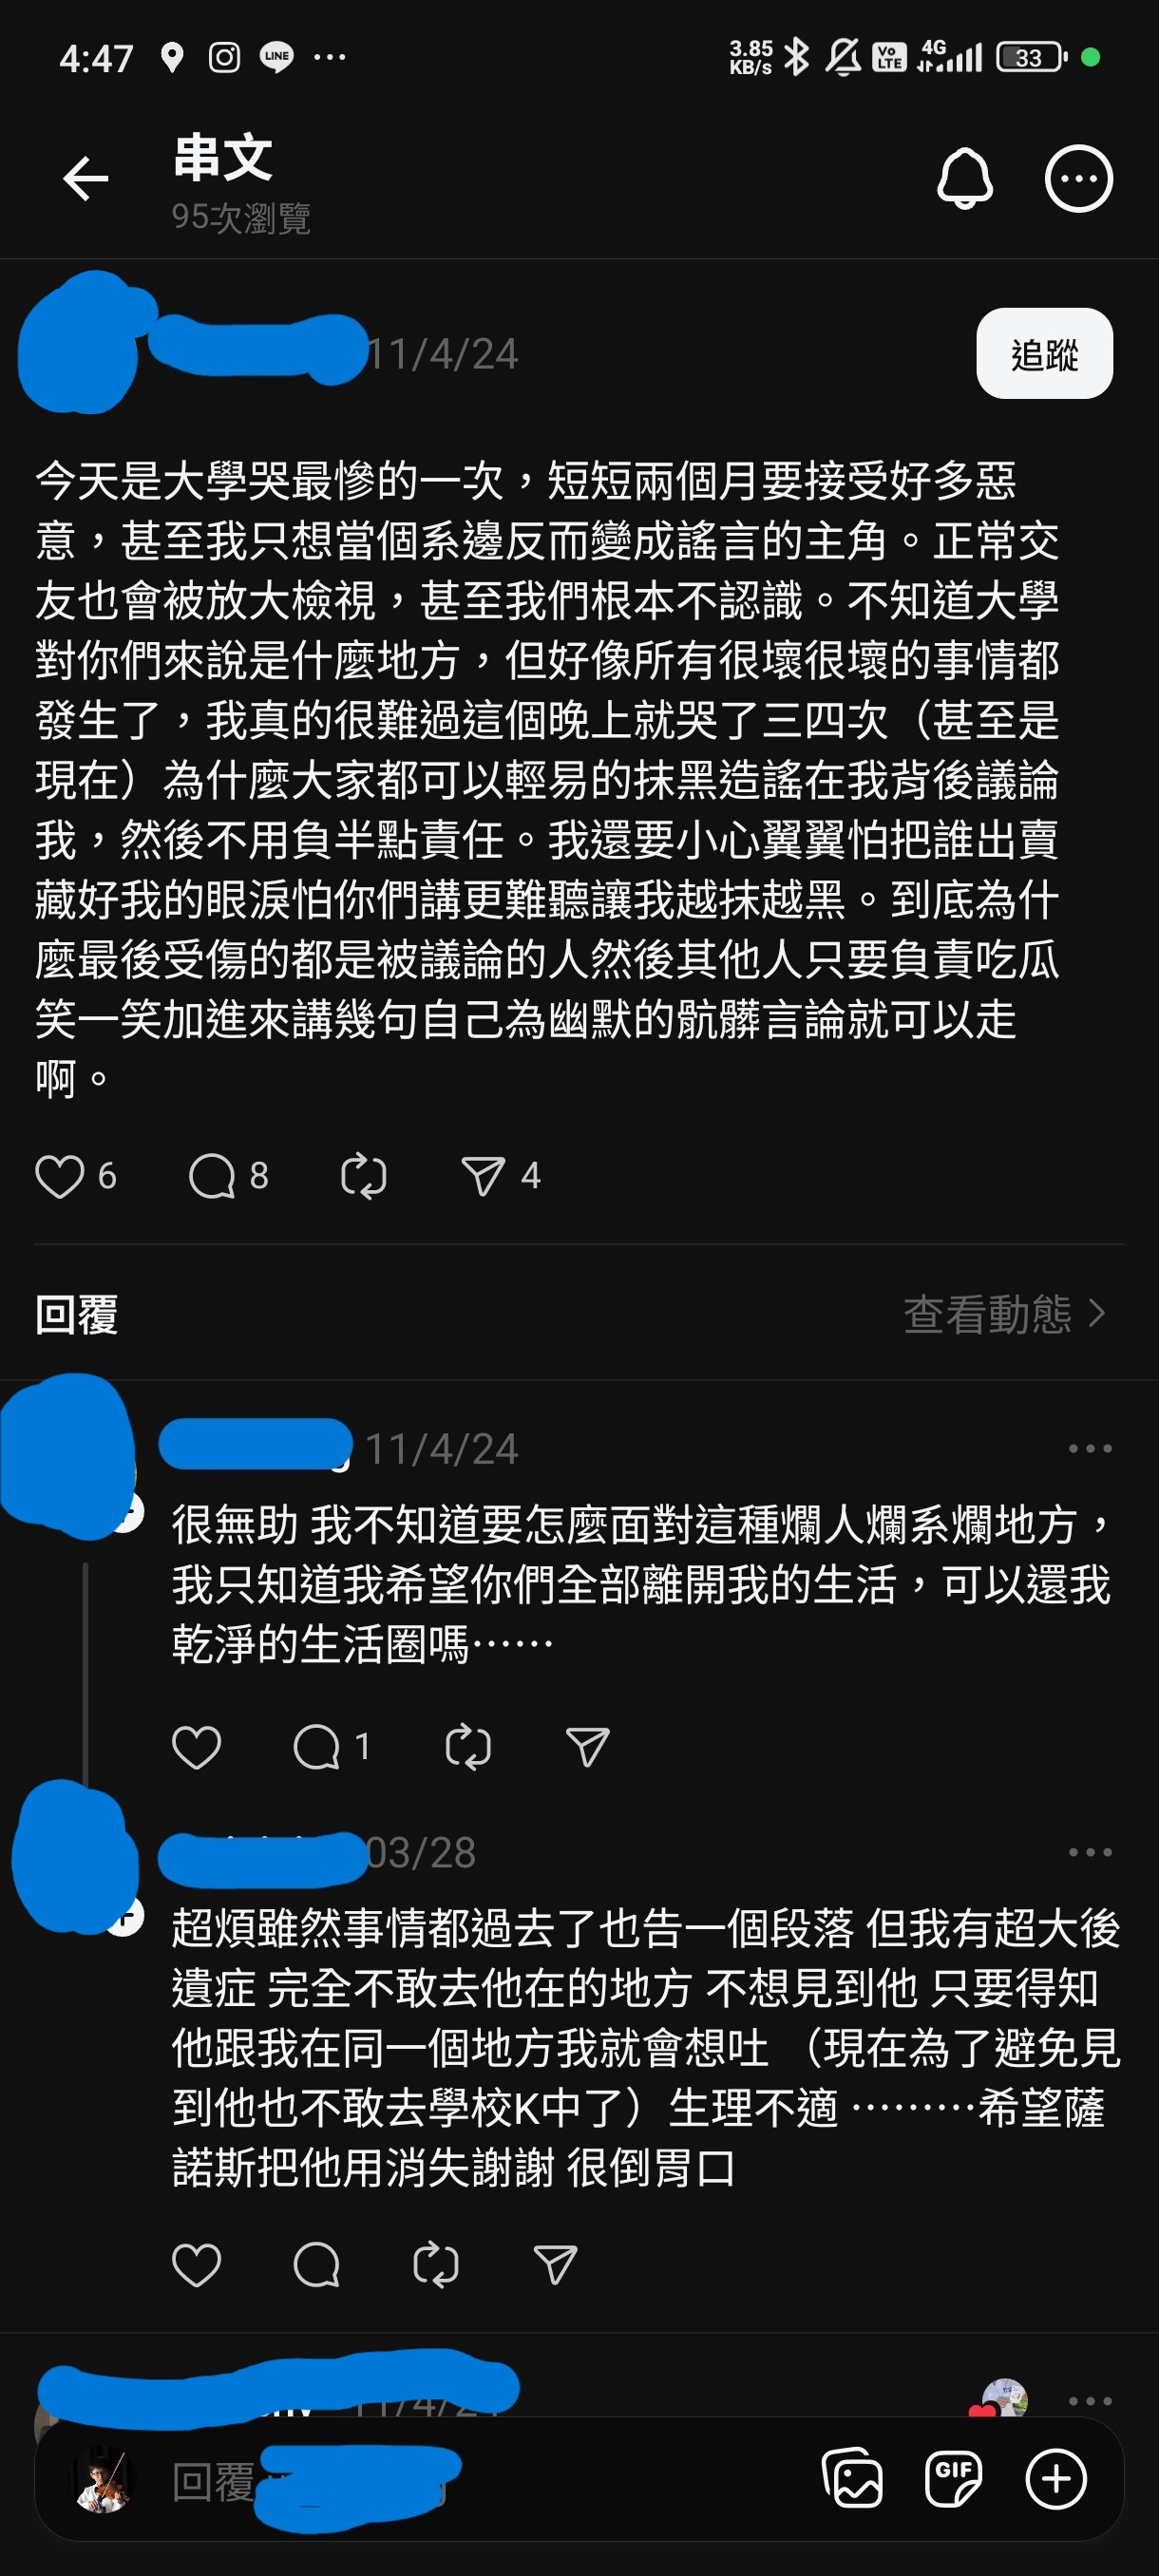 4:47
LINE
3.85
KB/s
Vo
LTE
4G
33
串文
95次瀏覽
11/4/24
追蹤
今天是大學哭最慘的一次，短短兩個月要接受好多惡
意，甚至我只想當個系邊反而變成謠言的主角。正常交
友也會被放大檢視，甚至我們根本不認識。不知道大學
對你們來說是什麼地方，但好像所有很壞很壞的事情都
發生了，我真的很難過這個晚上就哭了三四次（甚至是
現在）為什麼大家都可以輕易的抹黑造謠在我背後議論
我，然後不用負半點責任。我還要小心翼翼怕把誰出賣
藏好我的眼淚怕你們講更難聽讓我越抹越黑。到底為什
麼最後受傷的都是被議論的人然後其他人只要負責吃瓜
笑一笑加進來講幾句自己為幽默的骯髒言論就可以走
啊。
6
8
4
回覆
查看動態
11/4/24
很無助 我不知道要怎麼面對這種爛人爛系爛地方，
我只知道我希望你們全部離開我的生活，可以還我
乾淨的生活圈嗎⋯⋯
1
03/28
超煩雖然事情都過去了也告一個段落 但我有超大後
遺症 完全不敢去他在的地方 不想見到他 只要得知
他跟我在同一個地方我就會想吐 （現在為了避免見
到他也不敢去學校K中了）生理不適 ⋯⋯⋯希望薩
諾斯把他用消失謝謝 很倒胃口
回覆
GIF